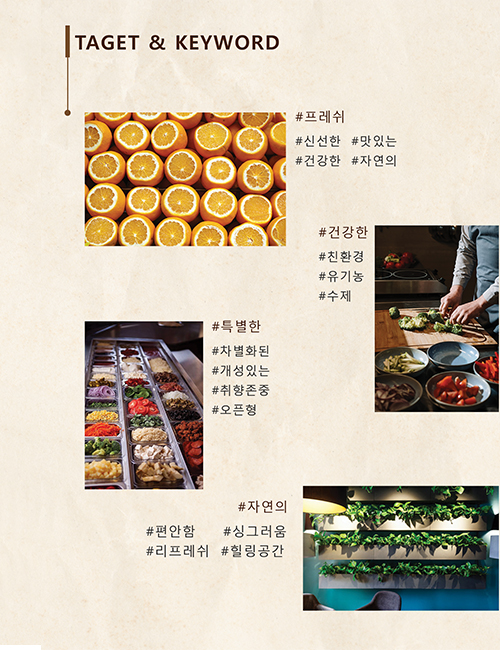 TAGET & KEYWORD
#프레쉬
#신선한 #맛있는
#건강한 #자연의
#건강한
#친환경
#유기농
#수제
#특별한
#차별화된
#개성있는
#취향존중
#오픈형
#자연의
#편안함 #싱그러움
#리프레쉬 #힐링공간